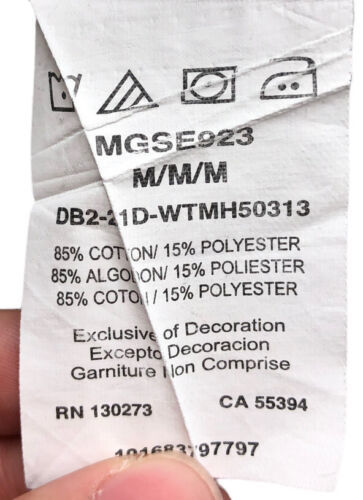 MGSE923
M/M/M
DB2-21D-WTMH50313
85% COTTON/ 15% POLYESTER
85% ALGODON/ 15% POLIESTER
85% COTON / 15% POLYESTER
Exclusive of Decoration
Excepto Decoracion
Garniture Non Comprise
RN 130273 CA 55394
101683797797